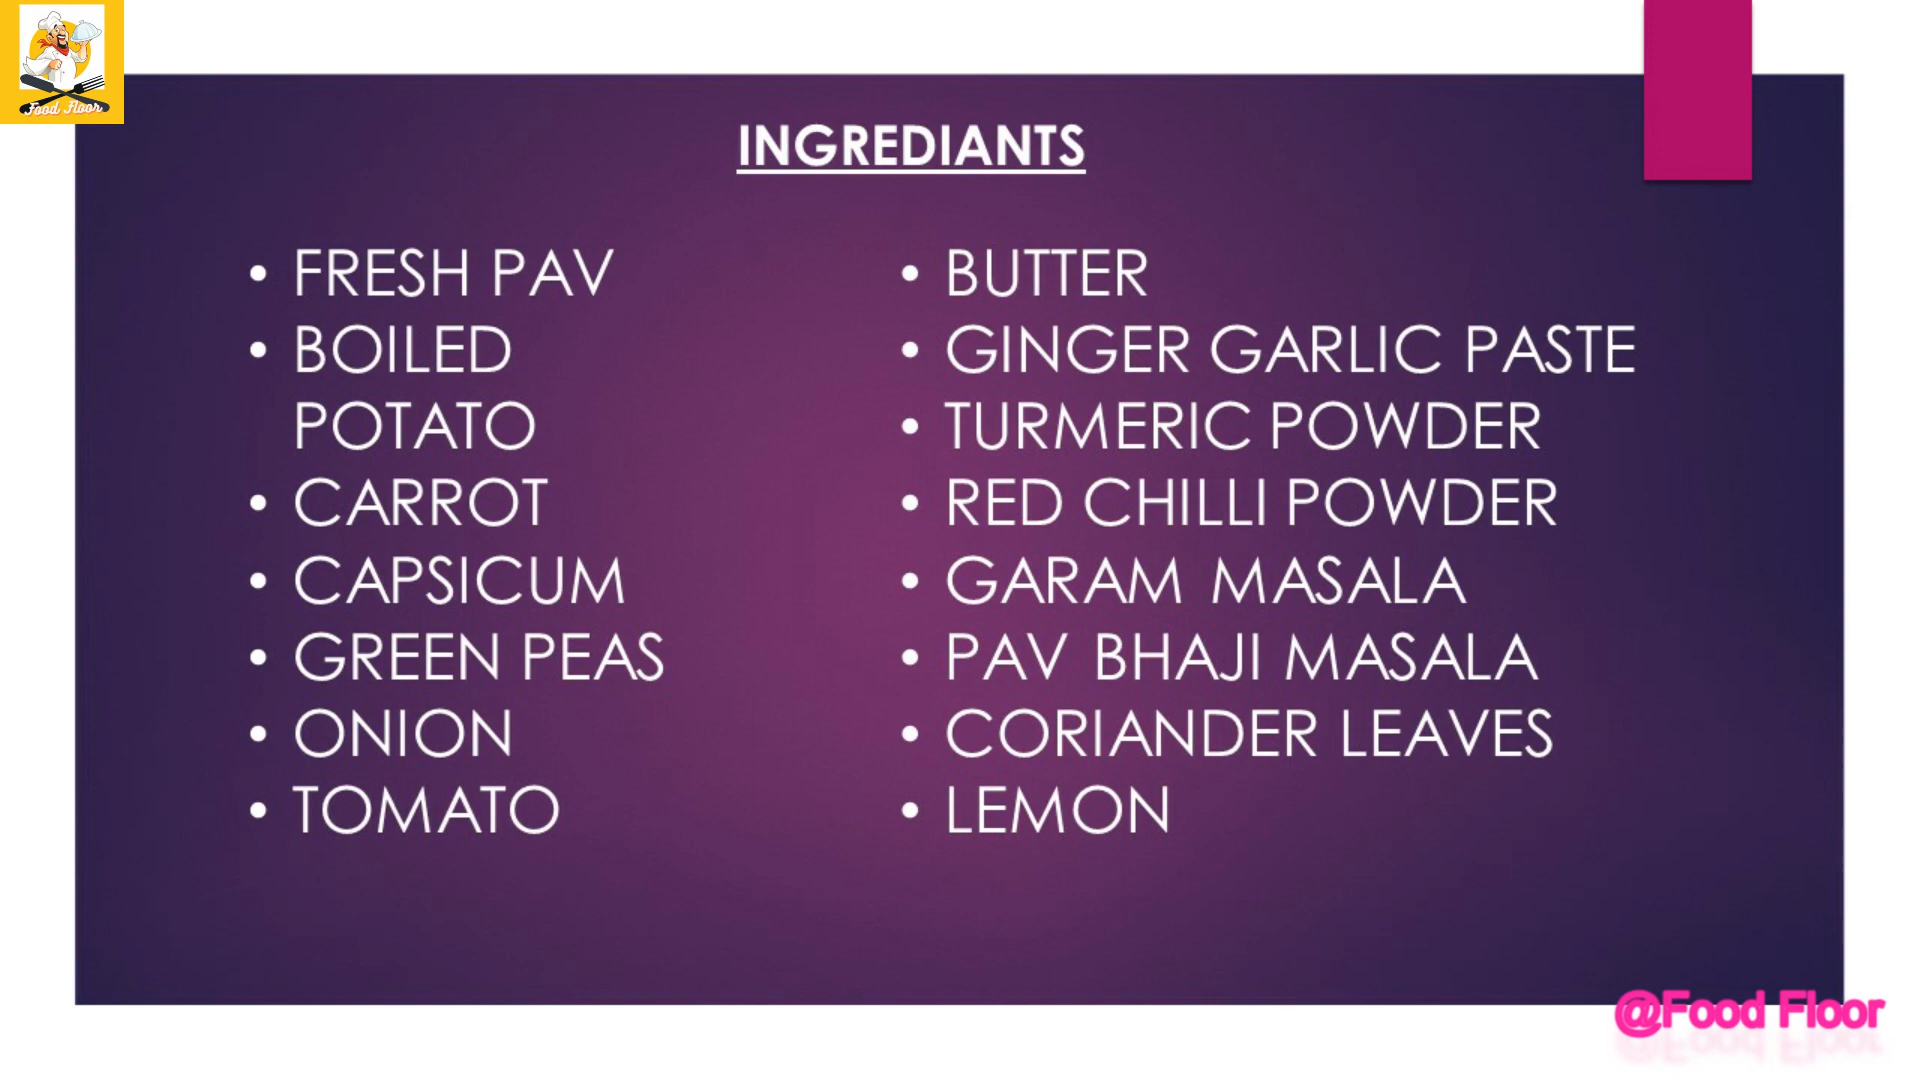 Food Floor
INGREDIANTS
• FRESH PAV
• BOILED
POTATO
• CARROT
• CAPSICUM
• GREEN PEAS
• ONION
• TOMATO
• BUTTER
• GINGER GARLIC PASTE
• TURMERIC POWDER
• RED CHILLI POWDER
• GARAM MASALA
• PAV BHAJI MASALA
• CORIANDER LEAVES
• LEMON
@Food Floor